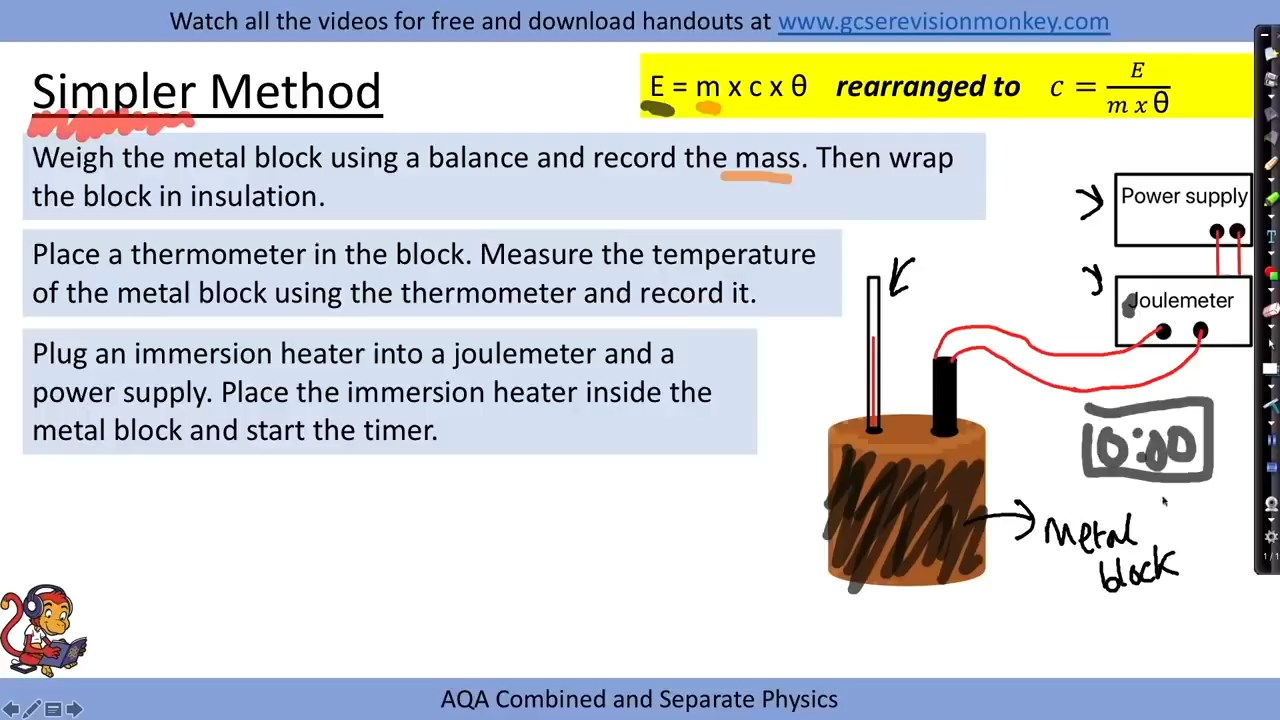 Watch all the videos for free and download handouts at www.gcserevisionmonkey.com
Simpler Method
E = m x c x θ rearranged to c = E / m x θ
Weigh the metal block using a balance and record the mass. Then wrap
the block in insulation.
Power supply
Place a thermometer in the block. Measure the temperature
of the metal block using the thermometer and record it.
Joulemeter
Plug an immersion heater into a joulemeter and a
power supply. Place the immersion heater inside the
metal block and start the timer.
0:00
Metal
block
1/1
AQA Combined and Separate Physics